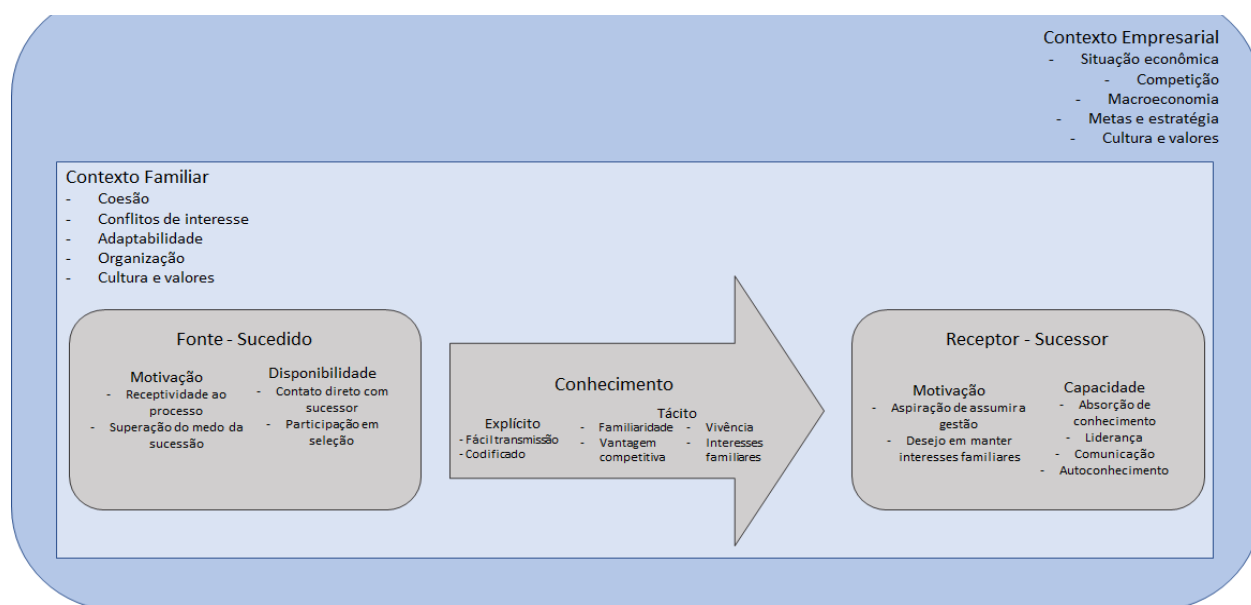 Contexto Empresarial
- Situação econômica
- Competição
- Macroeconomia
- Metas e estratégia
- Cultura e valores
Contexto Familiar
- Coesão
- Conflitos de interesse
- Adaptabilidade
- Organização
- Cultura e valores
Fonte - Sucedido
Motivação
- Receptividade ao
processo
- Superação do medo da
sucessão
Disponibilidade
- Contato direto com
sucessor
- Participação em
seleção
Conhecimento
Explícito
- Fácil transmissão
- Codificado
Tácito
- Familiaridade
- Vantagem
competitiva
- Vivência
- Interesses
familiares
Receptor - Sucessor
Motivação
- Aspiração de assumir a
gestão
- Desejo em manter
interesses familiares
Capacidade
- Absorção de
conhecimento
- Liderança
- Comunicação
- Autoconhecimento